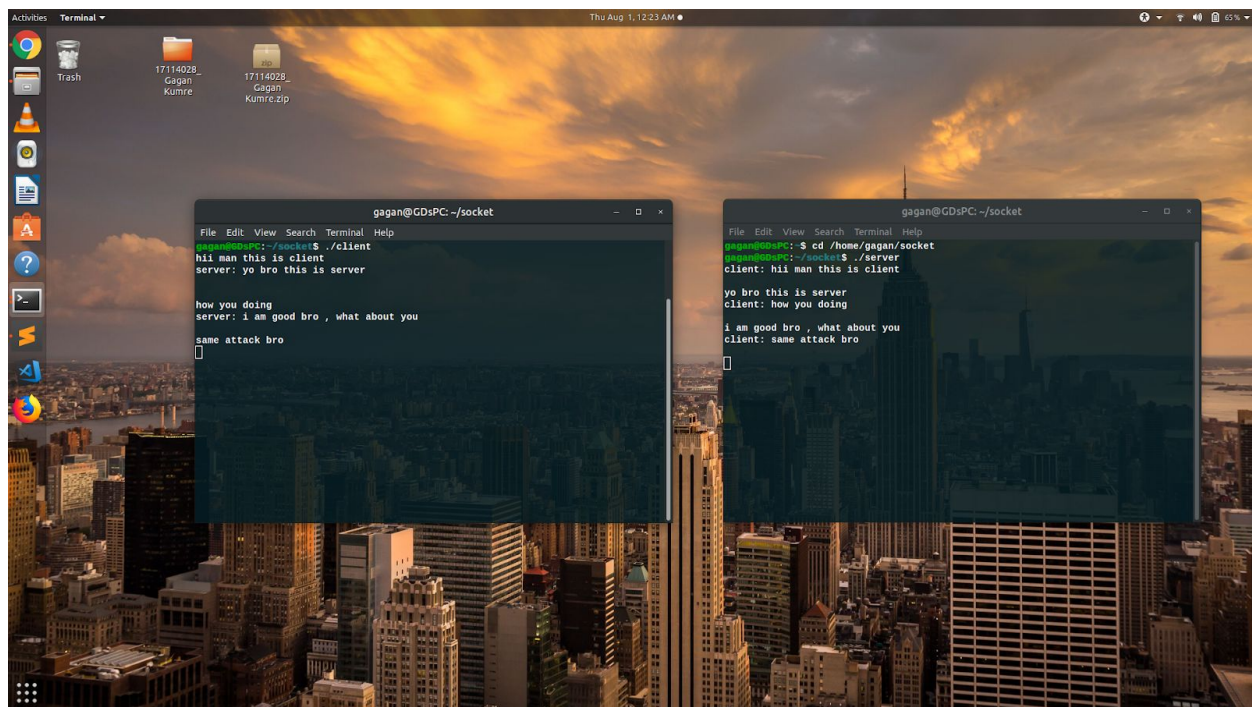 Activities Terminal Thu Aug 1, 12:23 AM 65 %
Trash
17114028_
Gagan
Kumre
zip
17114028_
Gagan
Kumre.zip
gagan@GDsPC: ~/socket
File Edit View Search Terminal Help
gagan@GDsPC:~/socket$ ./client
hii man this is client
server: yo bro this is server
how you doing
server: i am good bro , what about you
same attack bro
gagan@GDsPC: ~/socket
File Edit View Search Terminal Help
gagan@GDsPC:~$ cd /home/gagan/socket
gagan@GDsPC:~/socket$ ./server
client: hii man this is client
yo bro this is server
client: how you doing
i am good bro , what about you
client: same attack bro